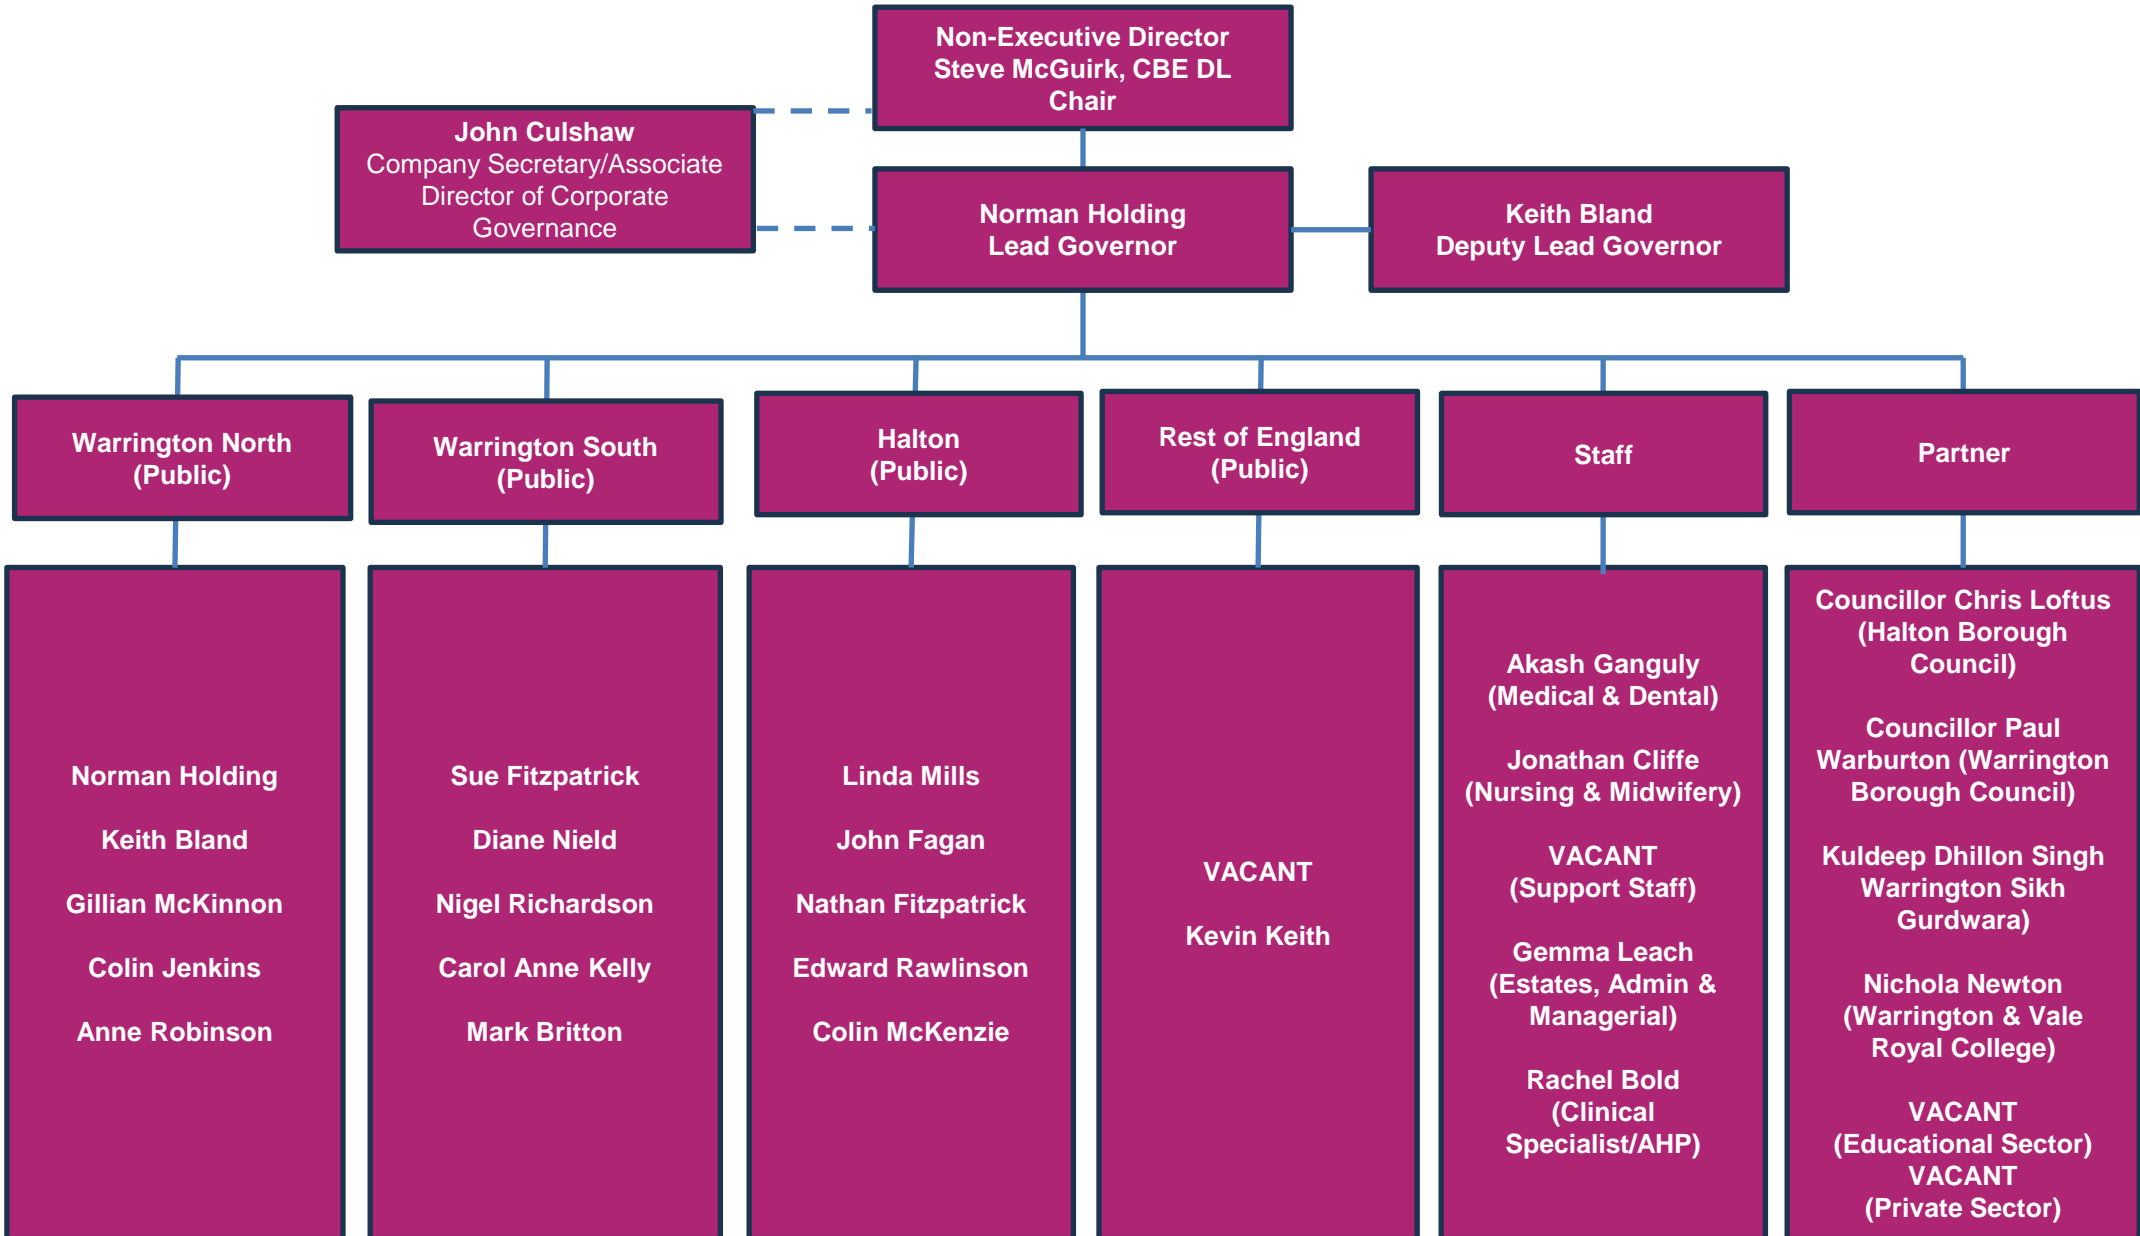 Non-Executive Director
Steve McGuirk, CBE DL
Chair
John Culshaw
Company Secretary/Associate
Director of Corporate
Governance
Norman Holding
Lead Governor
Keith Bland
Deputy Lead Governor
Warrington North
(Public)
Warrington South
(Public)
Halton
(Public)
Rest of England
(Public)
Staff
Partner
Norman Holding
Keith Bland
Gillian McKinnon
Colin Jenkins
Anne Robinson
Sue Fitzpatrick
Diane Nield
Nigel Richardson
Carol Anne Kelly
Mark Britton
Linda Mills
John Fagan
Nathan Fitzpatrick
Edward Rawlinson
Colin McKenzie
VACANT
Kevin Keith
Akash Ganguly
(Medical & Dental)
Jonathan Cliffe
(Nursing & Midwifery)
VACANT
(Support Staff)
Gemma Leach
(Estates, Admin &
Managerial)
Rachel Bold
(Clinical
Specialist/AHP)
Councillor Chris Loftus
(Halton Borough
Council)
Councillor Paul
Warburton (Warrington
Borough Council)
Kuldeep Dhillon Singh
Warrington Sikh
Gurdwara)
Nichola Newton
(Warrington & Vale
Royal College)
VACANT
(Educational Sector)
VACANT
(Private Sector)